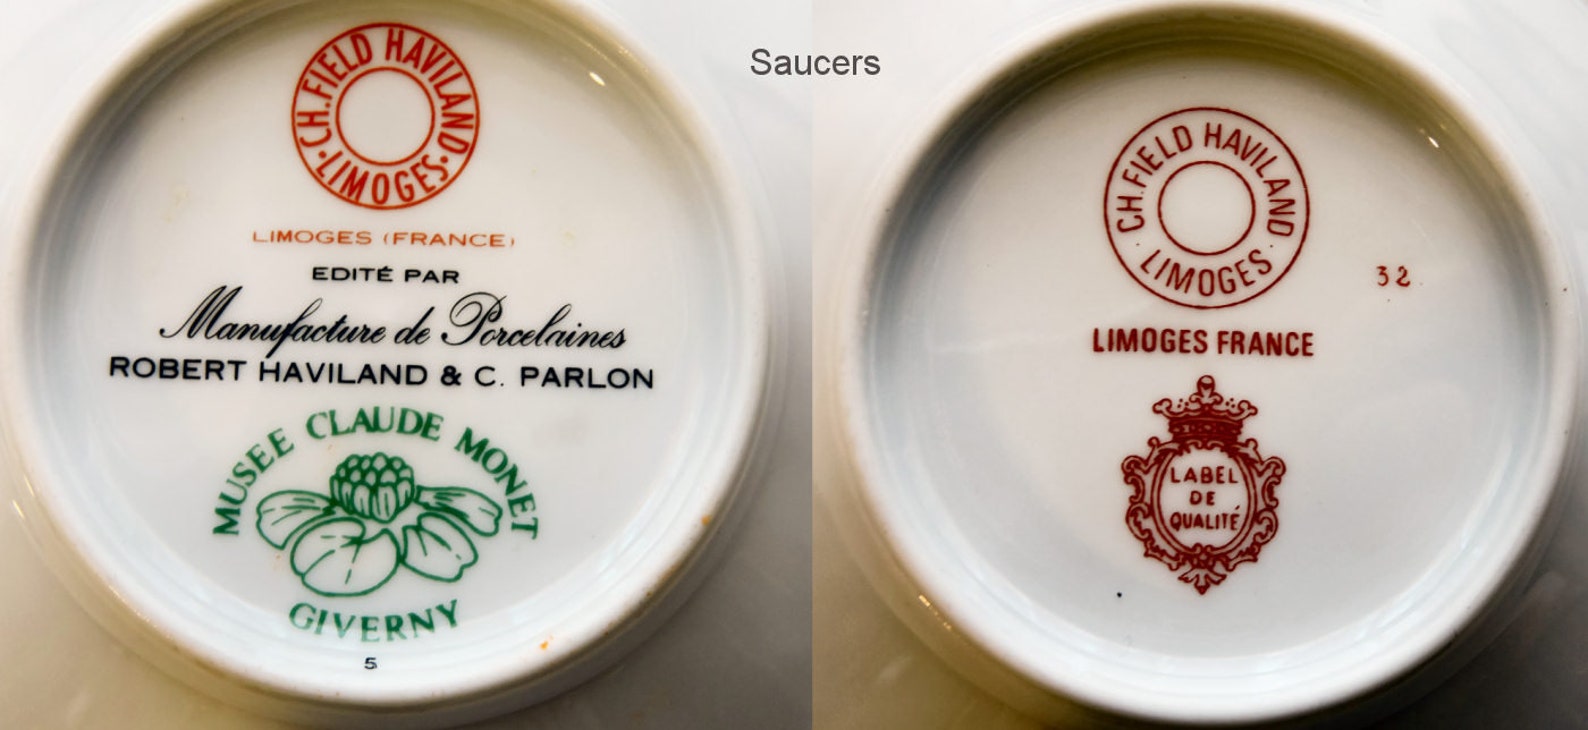 Saucers
CH. FIELD HAVILAND
· LIMOGES ·
LIMOGES (FRANCE)
EDITÉ PAR
Manufacture de Porcelaines
ROBERT HAVILAND & C. PARLON
MUSEE CLAUDE MONET
GIVERNY
5
CH. FIELD HAVILAND
· LIMOGES ·
32
LIMOGES FRANCE
LABEL
DE
QUALITÉ